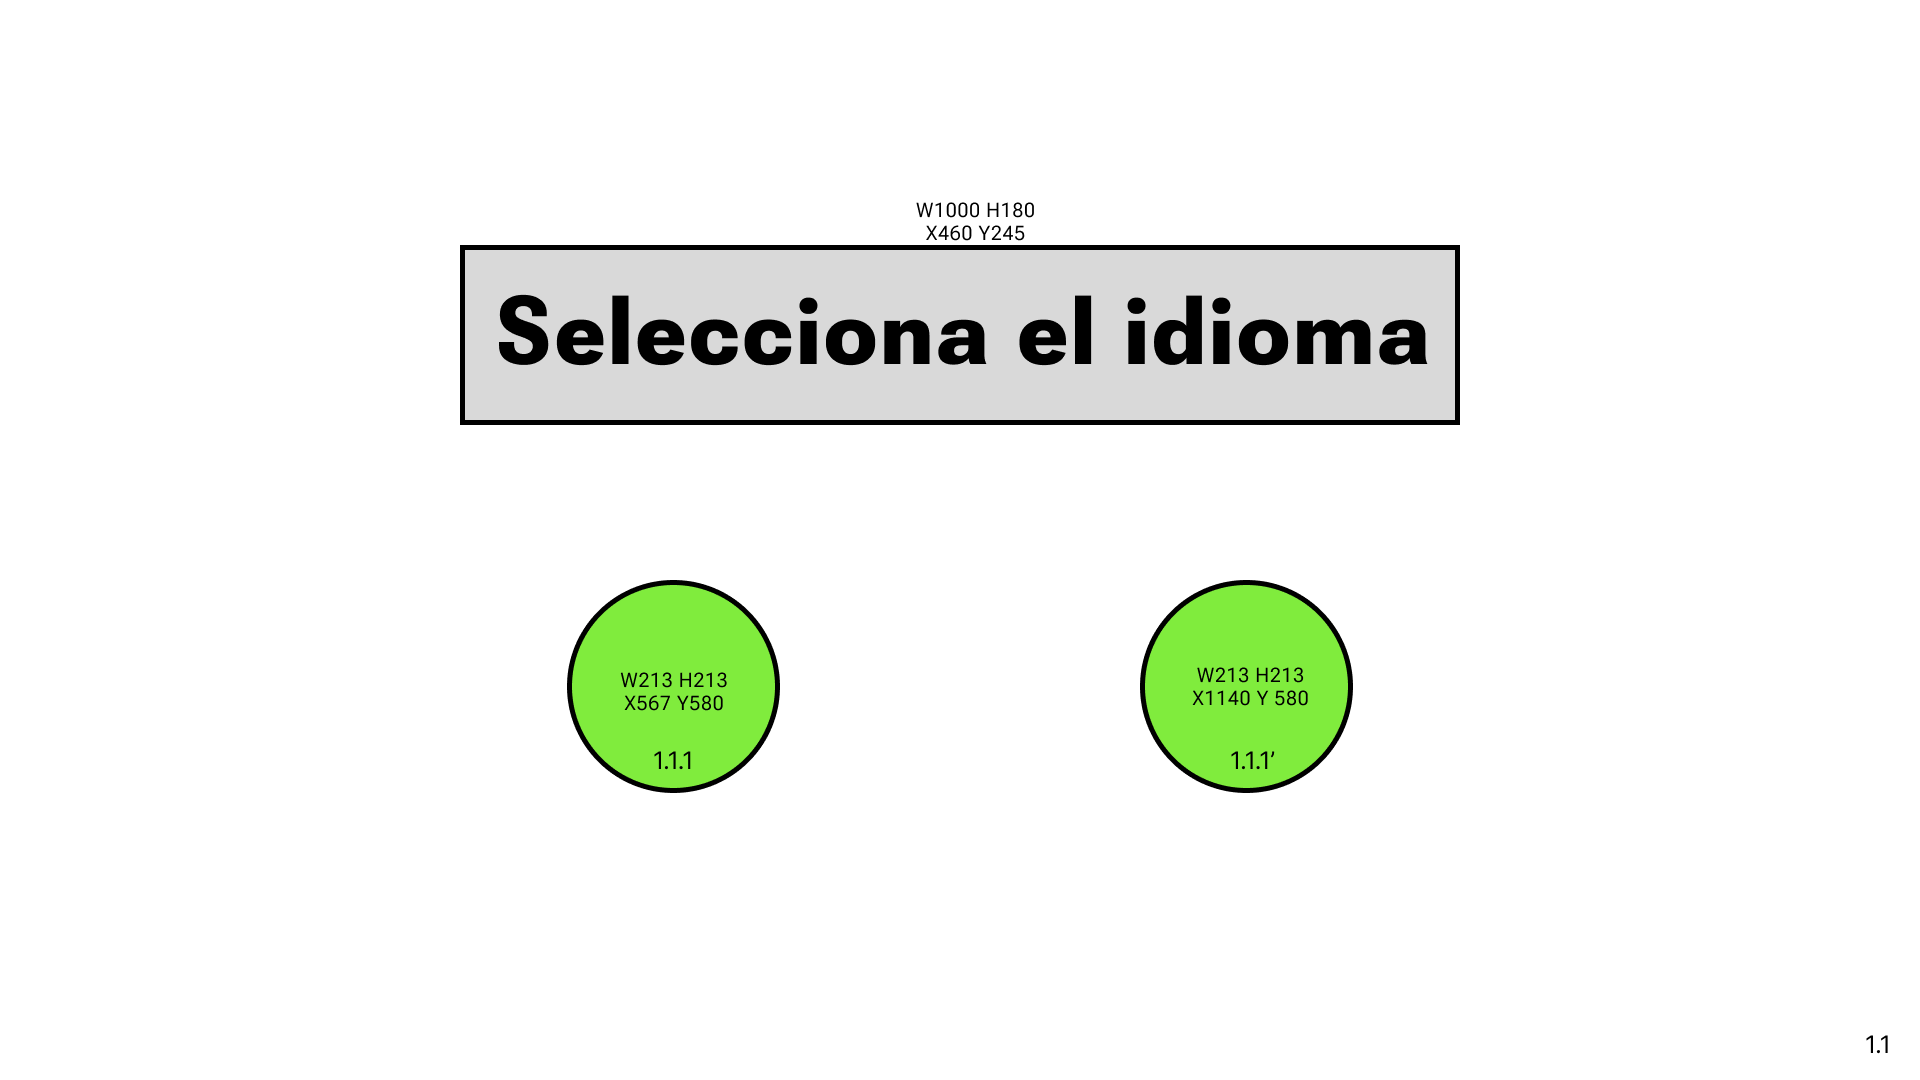 W1000 H180
X460 Y245
Selecciona el idioma
W213 H213
X567 Y580
1.1.1
W213 H213
X1140 Y 580
1.1.1’
1.1